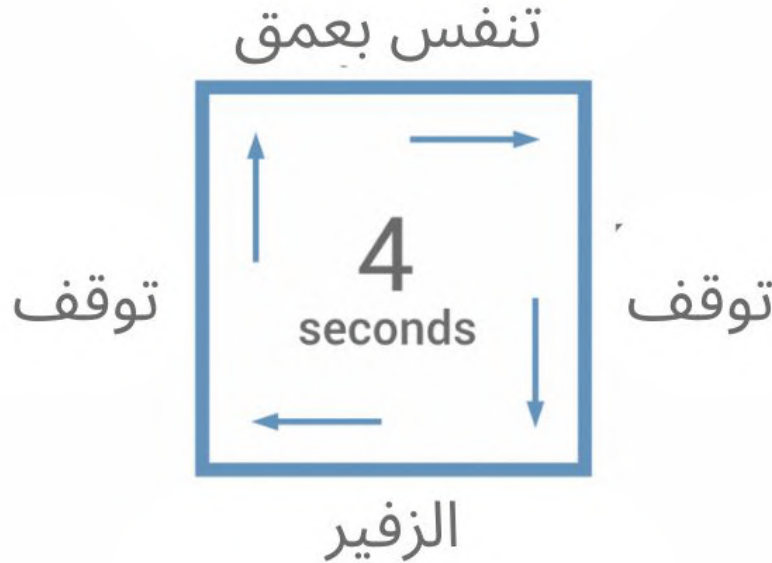 تنفس بعمق
توقف
4
seconds
توقف
الزفير